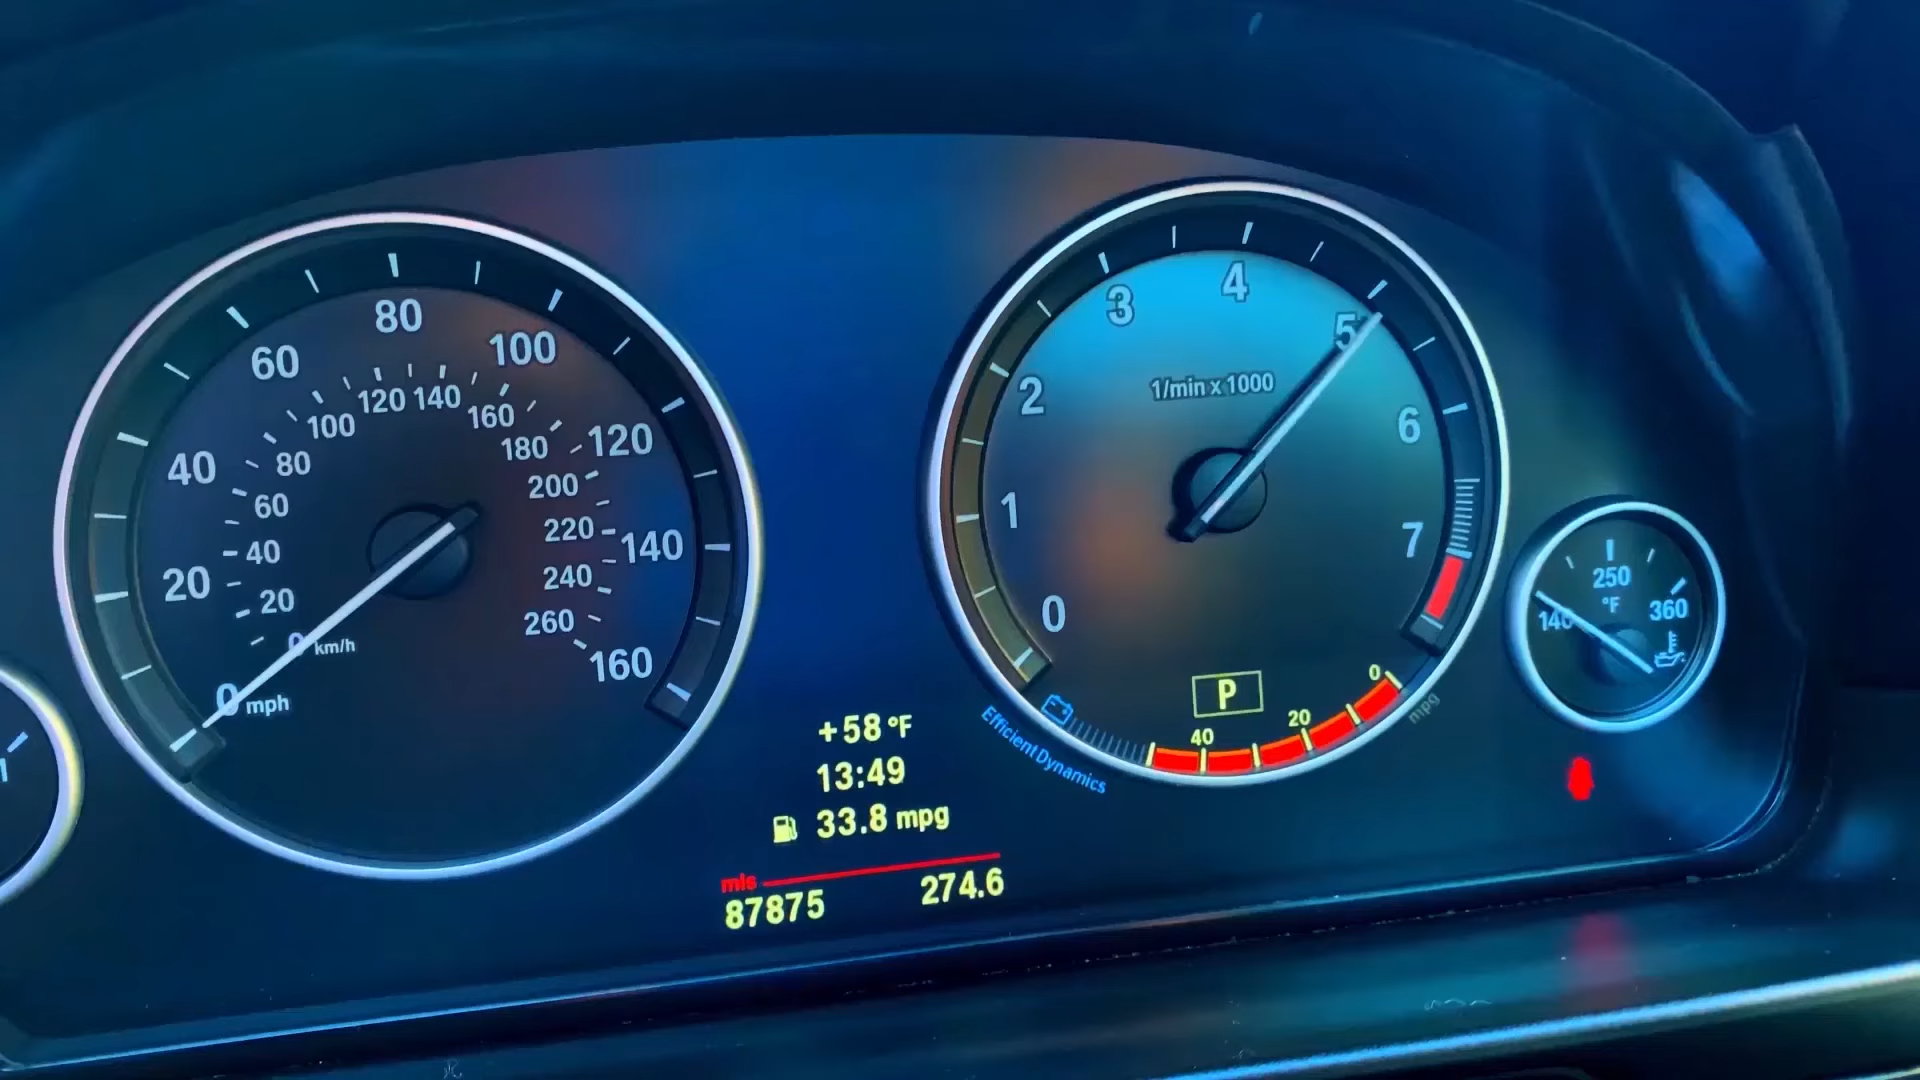 0 20 40 60 80 100 120 140 160
mph
0 20 40 60 80 100 120 140 160 180 200 220 240 260
km/h
0 1 2 3 4 5 6 7
1/min x 1000
P
40 20 0
mpg
EfficientDynamics
140 250 360
°F
+58 °F
13:49
33.8 mpg
mls
87875 274.6